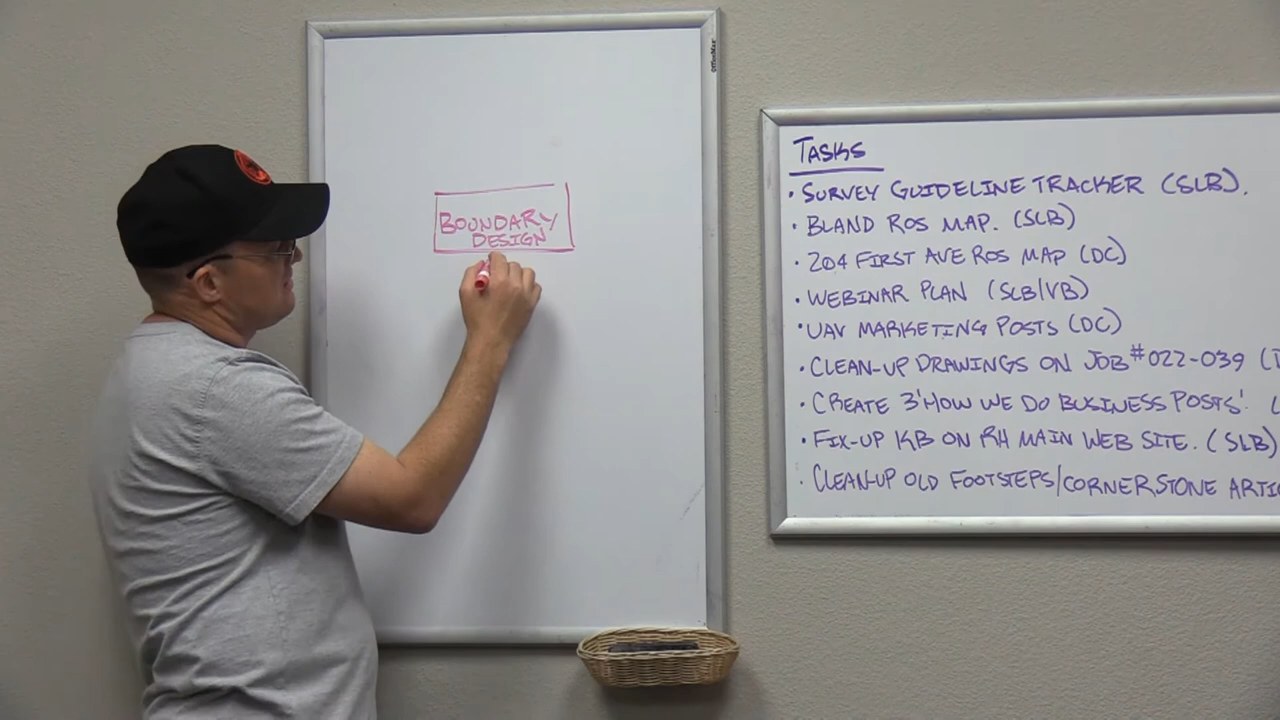 BOUNDARY
DESIGN
OfficeMax
TASKS
• SURVEY GUIDELINE TRACKER (SLB).
• BLAND ROS MAP. (SLB)
• 204 FIRST AVE ROS MAP (DC)
• WEBINAR PLAN (SLB/VB)
• UAV MARKETING POSTS (DC)
• CLEAN-UP DRAWINGS ON JOB #022-039 (
• CREATE 3 'HOW WE DO BUSINESS POSTS'. (
• FIX-UP KB ON RH MAIN WEB SITE. (SLB)
• CLEAN-UP OLD FOOTSTEPS/CORNERSTONE ARTI